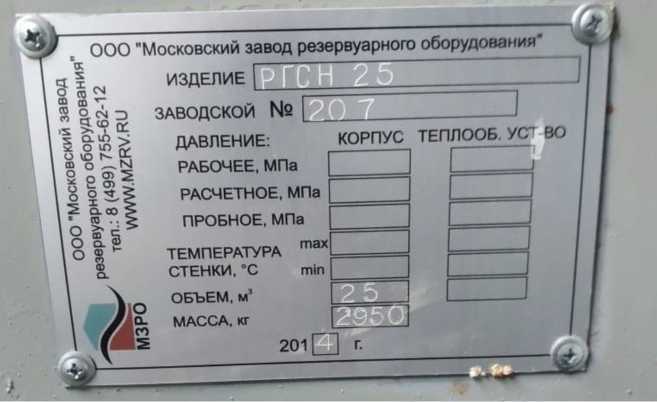 ООО "Московский завод резервуарного оборудования"
ООО "Московский завод
резервуарного оборудования"
тел.: 8 (499) 755-62-12
WWW.MZRV.RU
ИЗДЕЛИЕ РГСН 25
ЗАВОДСКОЙ № 207
ДАВЛЕНИЕ: КОРПУС ТЕПЛООБ. УСТ-ВО
РАБОЧЕЕ, МПа
РАСЧЕТНОЕ, МПа
ПРОБНОЕ, МПа
ТЕМПЕРАТУРА max
СТЕНКИ, °С min
ОБЪЕМ, м³ 25
МАССА, кг 2950
2014 г.
МЗРО